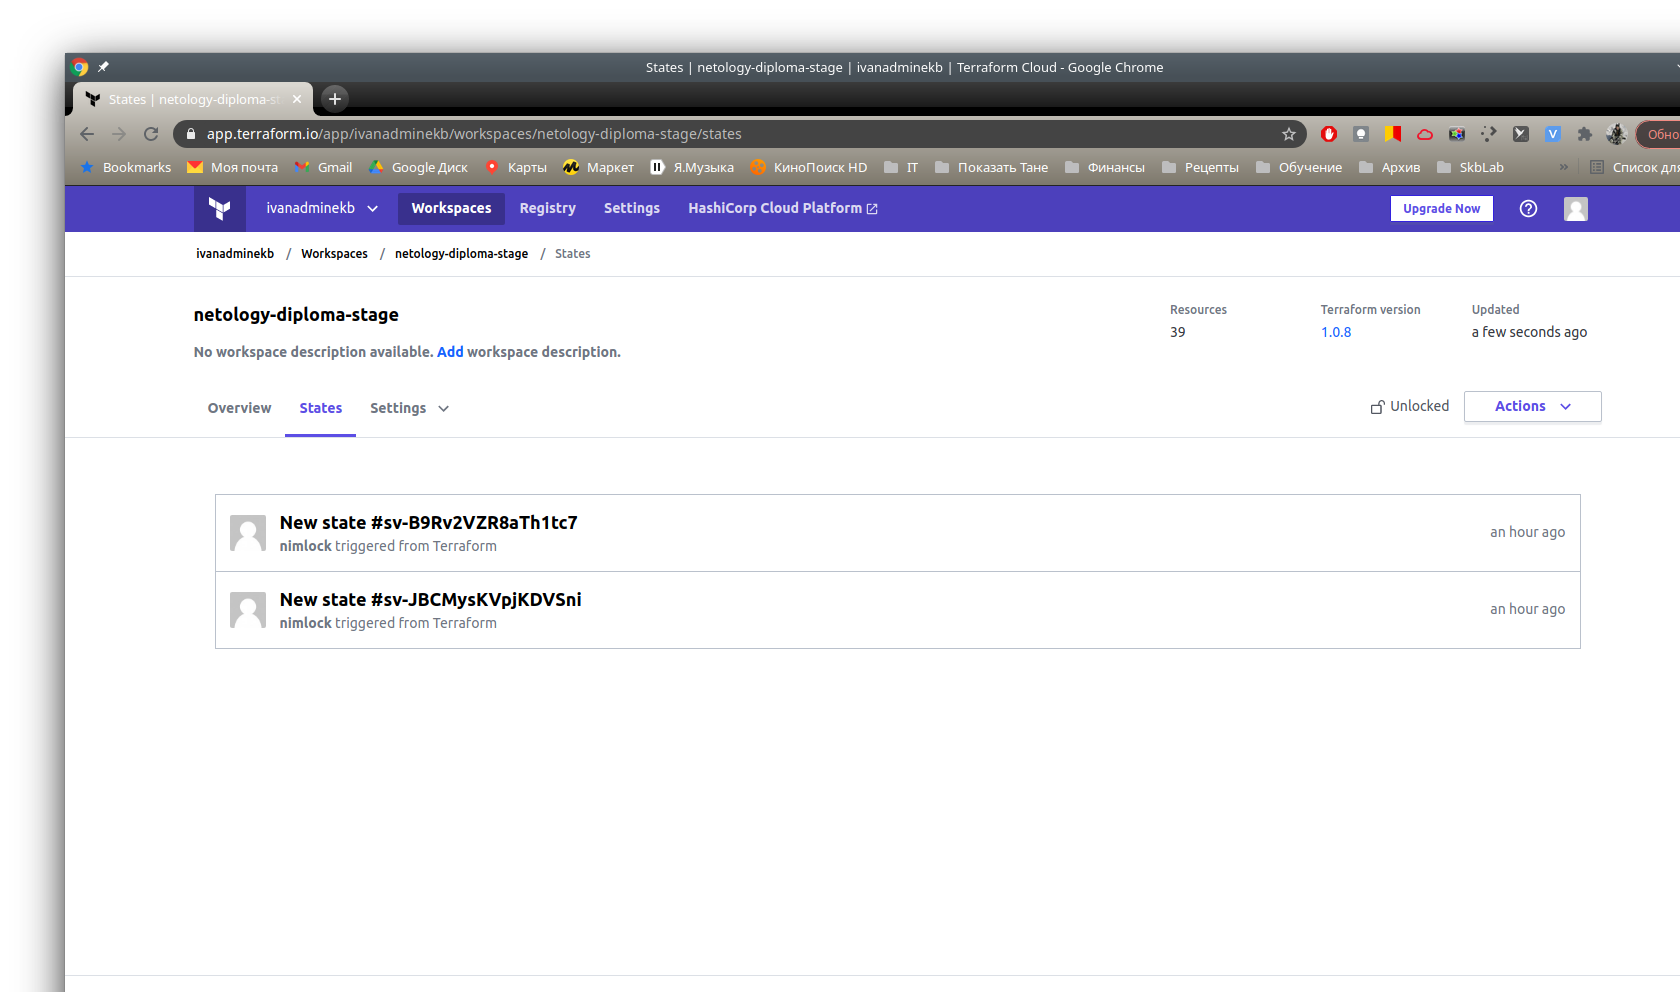 States | netology-diploma-stage | ivanadminekb | Terraform Cloud - Google Chrome
States | netology-diploma-st
app.terraform.io/app/ivanadminekb/workspaces/netology-diploma-stage/states
Обно
Bookmarks Моя почта Gmail Google Диск Карты Маркет Я.Музыка КиноПоиск HD IT Показать Тане Финансы Рецепты Обучение Архив SkbLab » Список для
ivanadminekb Workspaces Registry Settings HashiCorp Cloud Platform Upgrade Now
ivanadminekb / Workspaces / netology-diploma-stage / States
netology-diploma-stage
Resources Terraform version Updated
39 1.0.8 a few seconds ago
No workspace description available. Add workspace description.
Overview States Settings Unlocked Actions
New state #sv-B9Rv2VZR8aTh1tc7
nimlock triggered from Terraform
an hour ago
New state #sv-JBCMysKVpjKDVSni
nimlock triggered from Terraform
an hour ago